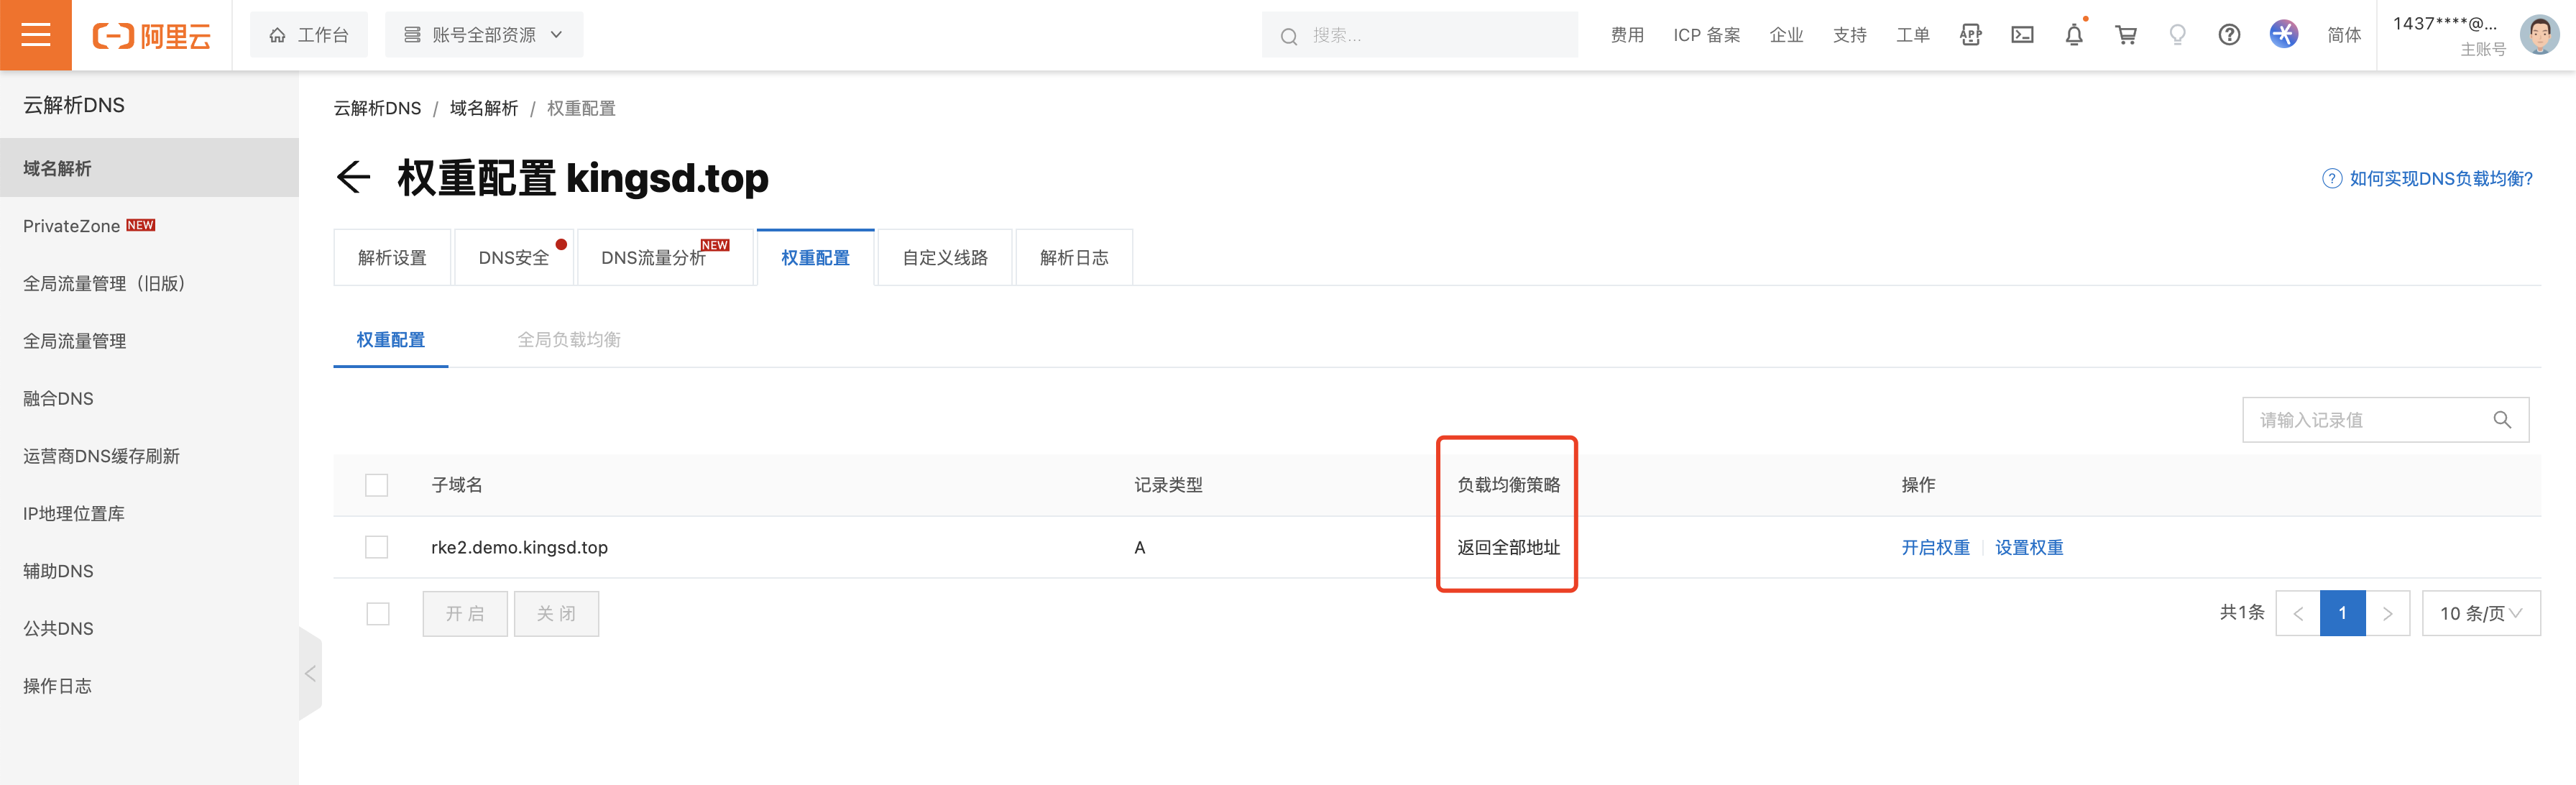 阿里云
工作台
账号全部资源
搜索...
费用
ICP 备案
企业
支持
工单
APP
简体
1437****@...
主账号
云解析DNS
域名解析
PrivateZone NEW
全局流量管理（旧版）
全局流量管理
融合DNS
运营商DNS缓存刷新
IP地理位置库
辅助DNS
公共DNS
操作日志
云解析DNS / 域名解析 / 权重配置
权重配置 kingsd.top
如何实现DNS负载均衡?
解析设置
DNS安全
DNS流量分析 NEW
权重配置
自定义线路
解析日志
权重配置
全局负载均衡
请输入记录值
子域名 记录类型 负载均衡策略 操作
rke2.demo.kingsd.top A 返回全部地址 开启权重 设置权重
开 启 关 闭
共1条 < 1 > 10 条/页